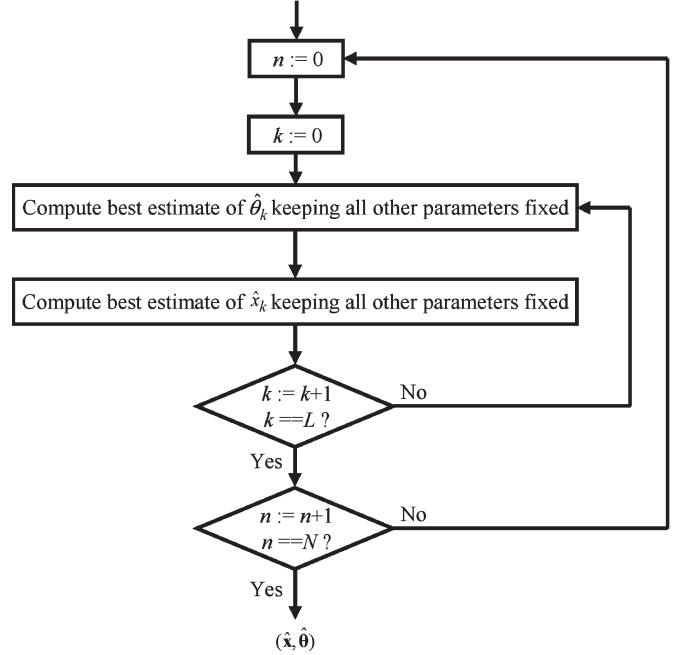 n := 0
k := 0
Compute best estimate of θ̂ₖ keeping all other parameters fixed
Compute best estimate of x̂ₖ keeping all other parameters fixed
k := k+1
k ==L ?
No
Yes
n := n+1
n ==N ?
No
Yes
(x̂, θ̂)